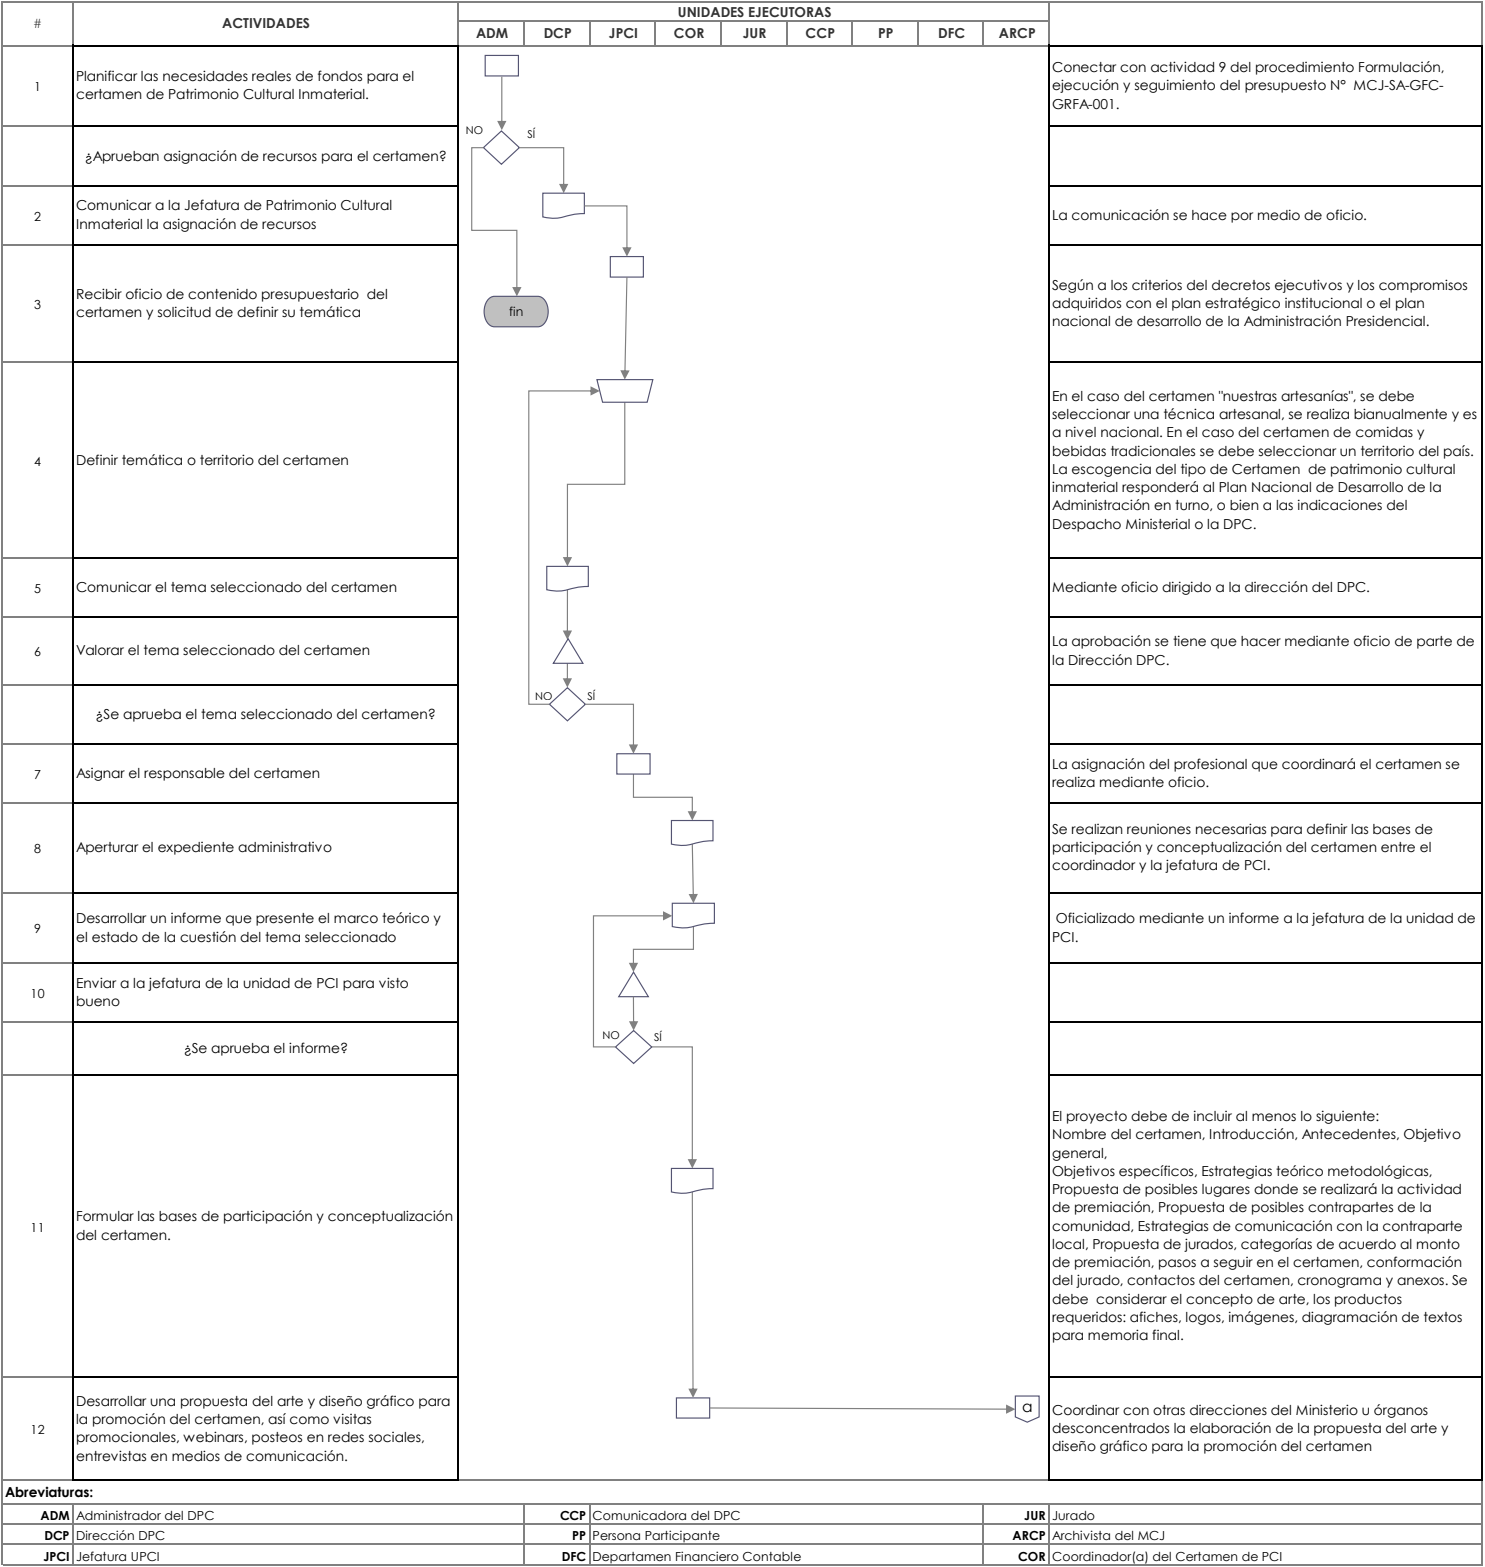 #
ACTIVIDADES
UNIDADES EJECUTORAS
ADM DCP JPCI COR JUR CCP PP DFC ARCP
1
Planificar las necesidades reales de fondos para el
certamen de Patrimonio Cultural Inmaterial.
Conectar con actividad 9 del procedimiento Formulación,
ejecución y seguimiento del presupuesto N° MCJ-SA-GFC-
GRFA-001.
¿Aprueban asignación de recursos para el certamen?
NO
SÍ
2
Comunicar a la Jefatura de Patrimonio Cultural
Inmaterial la asignación de recursos
La comunicación se hace por medio de oficio.
3
Recibir oficio de contenido presupuestario del
certamen y solicitud de definir su temática
fin
Según a los criterios del decretos ejecutivos y los compromisos
adquiridos con el plan estratégico institucional o el plan
nacional de desarrollo de la Administración Presidencial.
4
Definir temática o territorio del certamen
En el caso del certamen "nuestras artesanías", se debe
seleccionar una técnica artesanal, se realiza bianualmente y es
a nivel nacional. En el caso del certamen de comidas y
bebidas tradicionales se debe seleccionar un territorio del país.
La escogencia del tipo de Certamen de patrimonio cultural
inmaterial responderá al Plan Nacional de Desarrollo de la
Administración en turno, o bien a las indicaciones del
Despacho Ministerial o la DPC.
5
Comunicar el tema seleccionado del certamen
Mediante oficio dirigido a la dirección del DPC.
6
Valorar el tema seleccionado del certamen
La aprobación se tiene que hacer mediante oficio de parte de
la Dirección DPC.
¿Se aprueba el tema seleccionado del certamen?
NO
SÍ
7
Asignar el responsable del certamen
La asignación del profesional que coordinará el certamen se
realiza mediante oficio.
8
Aperturar el expediente administrativo
Se realizan reuniones necesarias para definir las bases de
participación y conceptualización del certamen entre el
coordinador y la jefatura de PCI.
9
Desarrollar un informe que presente el marco teórico y
el estado de la cuestión del tema seleccionado
Oficializado mediante un informe a la jefatura de la unidad de
PCI.
10
Enviar a la jefatura de la unidad de PCI para visto
bueno
¿Se aprueba el informe?
NO
SÍ
11
Formular las bases de participación y conceptualización
del certamen.
El proyecto debe de incluir al menos lo siguiente:
Nombre del certamen, Introducción, Antecedentes, Objetivo
general,
Objetivos específicos, Estrategias teórico metodológicas,
Propuesta de posibles lugares donde se realizará la actividad
de premiación, Propuesta de posibles contrapartes de la
comunidad, Estrategias de comunicación con la contraparte
local, Propuesta de jurados, categorías de acuerdo al monto
de premiación, pasos a seguir en el certamen, conformación
del jurado, contactos del certamen, cronograma y anexos. Se
debe considerar el concepto de arte, los productos
requeridos: afiches, logos, imágenes, diagramación de textos
para memoria final.
12
Desarrollar una propuesta del arte y diseño gráfico para
la promoción del certamen, así como visitas
promocionales, webinars, posteos en redes sociales,
entrevistas en medios de comunicación.
a
Coordinar con otras direcciones del Ministerio u órganos
desconcentrados la elaboración de la propuesta del arte y
diseño gráfico para la promoción del certamen
Abreviaturas:
ADM Administrador del DPC CCP Comunicadora del DPC JUR Jurado
DCP Dirección DPC PP Persona Participante ARCP Archivista del MCJ
JPCI Jefatura UPCI DFC Departamen Financiero Contable COR Coordinador(a) del Certamen de PCI